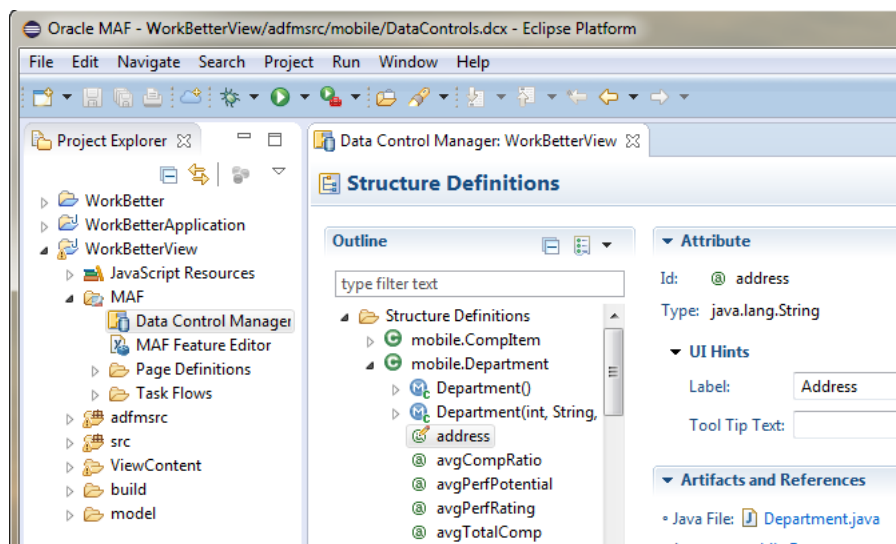 Oracle MAF - WorkBetterView/adfmsrc/mobile/DataControls.dcx - Eclipse Platform
File Edit Navigate Search Project Run Window Help
Project Explorer
WorkBetter
WorkBetterApplication
WorkBetterView
JavaScript Resources
MAF
Data Control Manager
MAF Feature Editor
Page Definitions
Task Flows
adfmsrc
src
ViewContent
build
model
Data Control Manager: WorkBetterView
Structure Definitions
Outline
type filter text
Structure Definitions
mobile.CompItem
mobile.Department
Department()
Department(int, String,
address
avgCompRatio
avgPerfPotential
avgPerfRating
avgTotalComp
Attribute
Id: address
Type: java.lang.String
UI Hints
Label: Address
Tool Tip Text:
Artifacts and References
Java File: Department.java